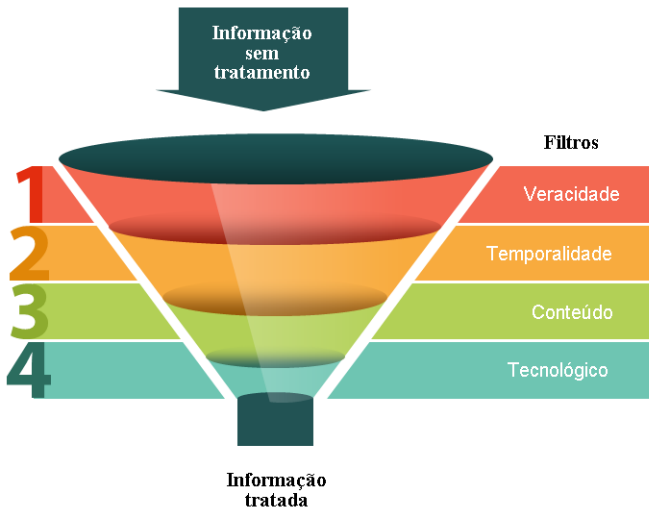 Informação
sem
tratamento
Filtros
1
Veracidade
2
Temporalidade
3
Conteúdo
4
Tecnológico
Informação
tratada